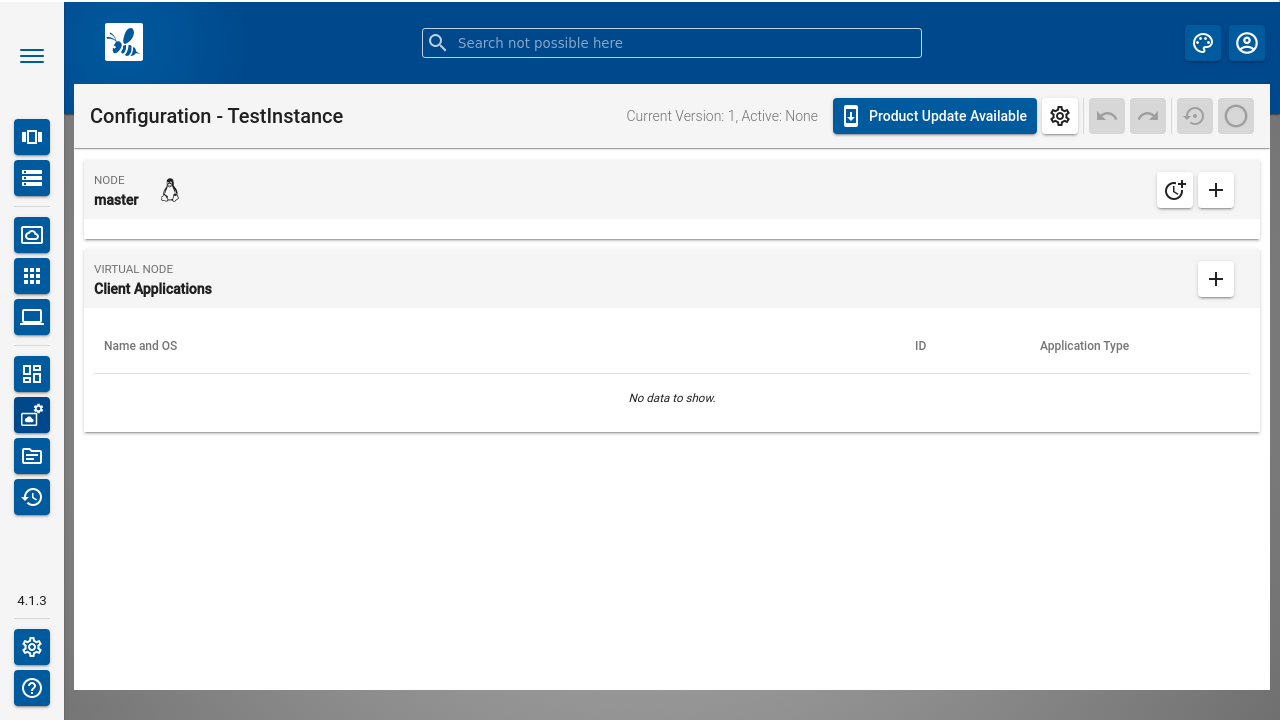 Search not possible here
Configuration - TestInstance
Current Version: 1, Active: None
Product Update Available
NODE
master
VIRTUAL NODE
Client Applications
Name and OS
ID
Application Type
No data to show.
4.1.3